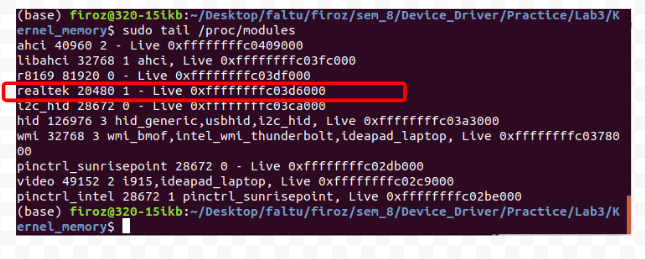 (base) firoz@320-15ikb:~/Desktop/faltu/firoz/sem_8/Device_Driver/Practice/Lab3/K
ernel_memory$ sudo tail /proc/modules
ahci 40960 2 - Live 0xffffffffc0409000
libahci 32768 1 ahci, Live 0xffffffffc03fc000
r8169 81920 0 - Live 0xffffffffc03df000
realtek 20480 1 - Live 0xffffffffc03d6000
i2c_hid 28672 0 - Live 0xffffffffc03ca000
hid 126976 3 hid_generic,usbhid,i2c_hid, Live 0xffffffffc03a3000
wmi 32768 3 wmi_bmof,intel_wmi_thunderbolt,ideapad_laptop, Live 0xffffffffc03780
00
pinctrl_sunrisepoint 28672 0 - Live 0xffffffffc02db000
video 49152 2 i915,ideapad_laptop, Live 0xffffffffc02c9000
pinctrl_intel 28672 1 pinctrl_sunrisepoint, Live 0xffffffffc02be000
(base) firoz@320-15ikb:~/Desktop/faltu/firoz/sem_8/Device_Driver/Practice/Lab3/K
ernel_memory$